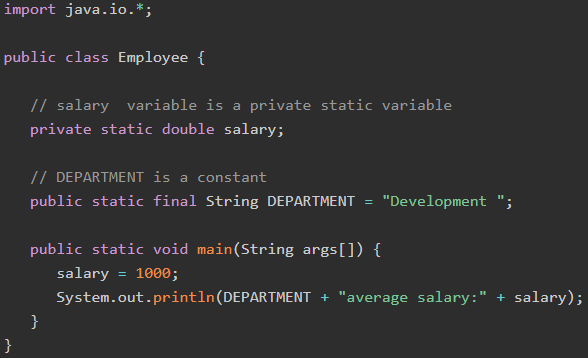 import java.io.*;
public class Employee {
// salary  variable is a private static variable
private static double salary;
// DEPARTMENT is a constant
public static final String DEPARTMENT = "Development ";
public static void main(String args[]) {
salary = 1000;
System.out.println(DEPARTMENT + "average salary:" + salary);
}
}